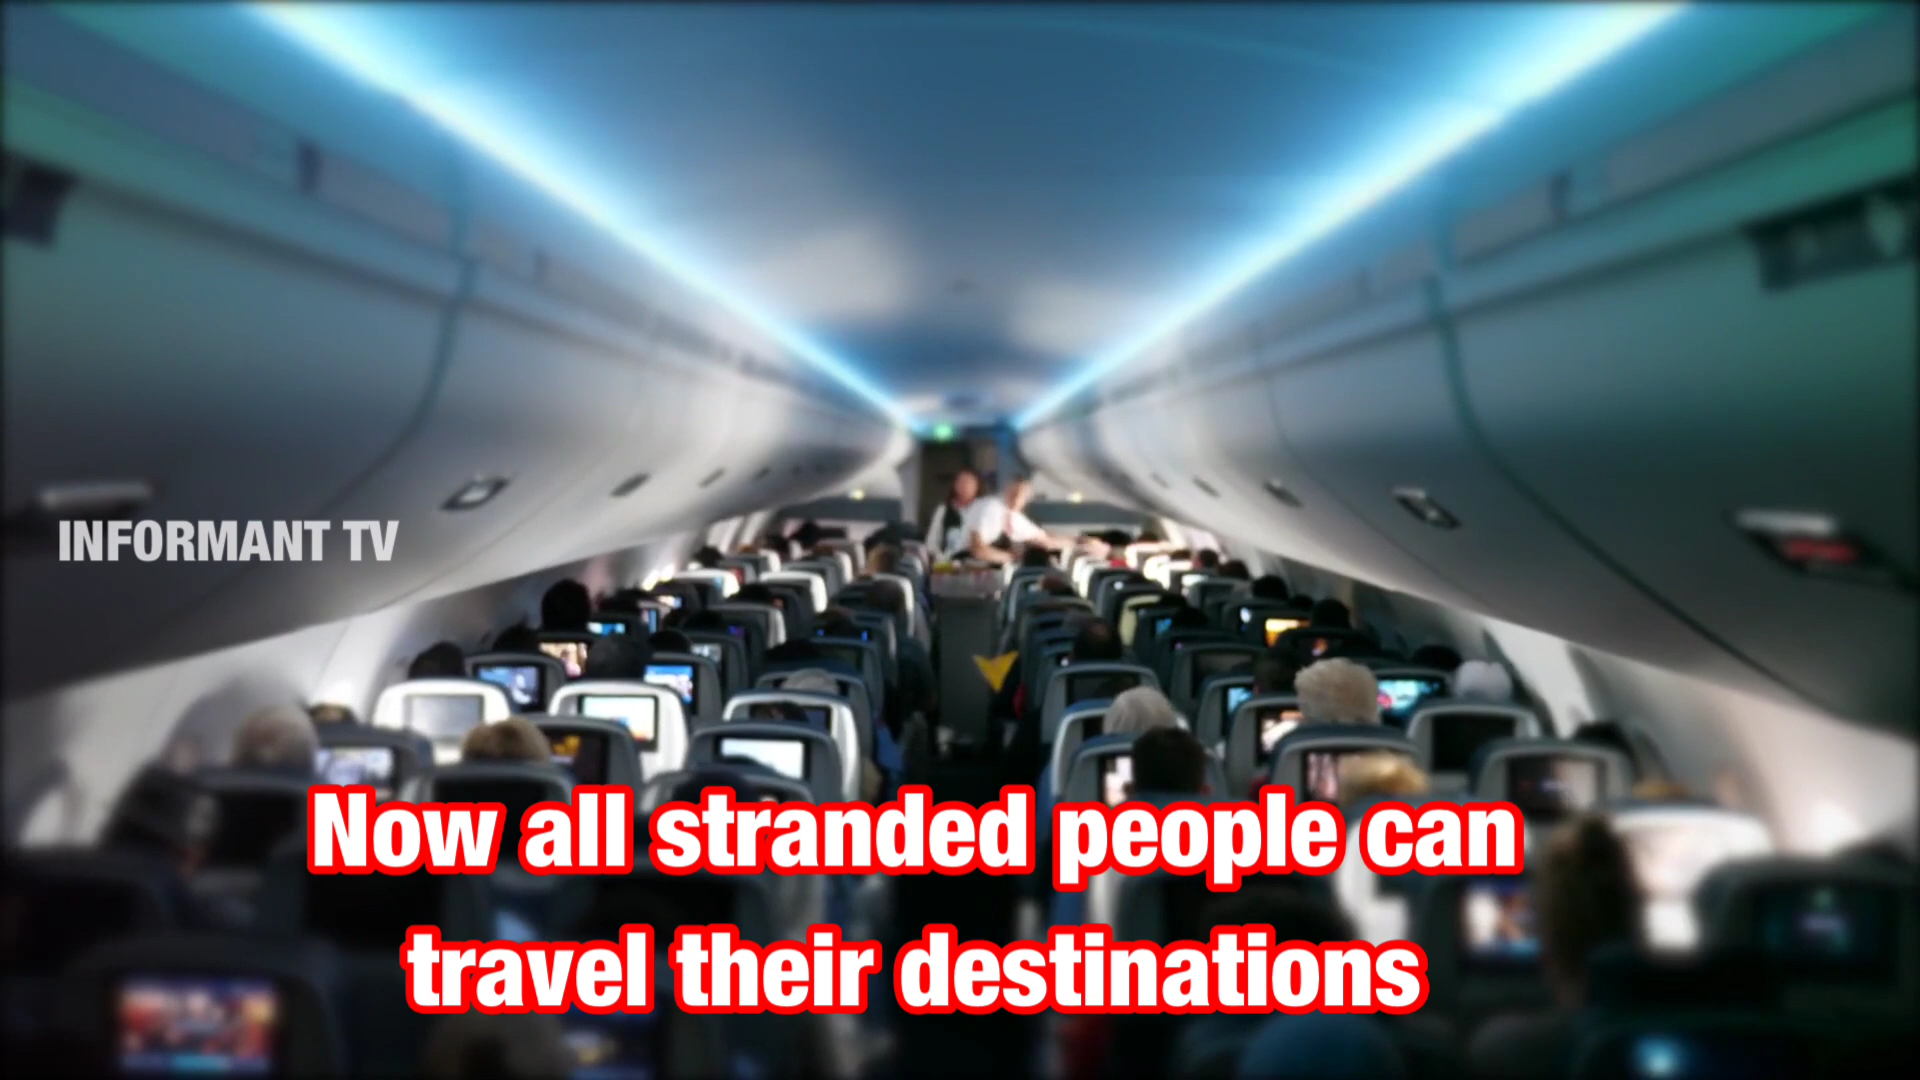 INFORMANT TV
Now all stranded people can
travel their destinations